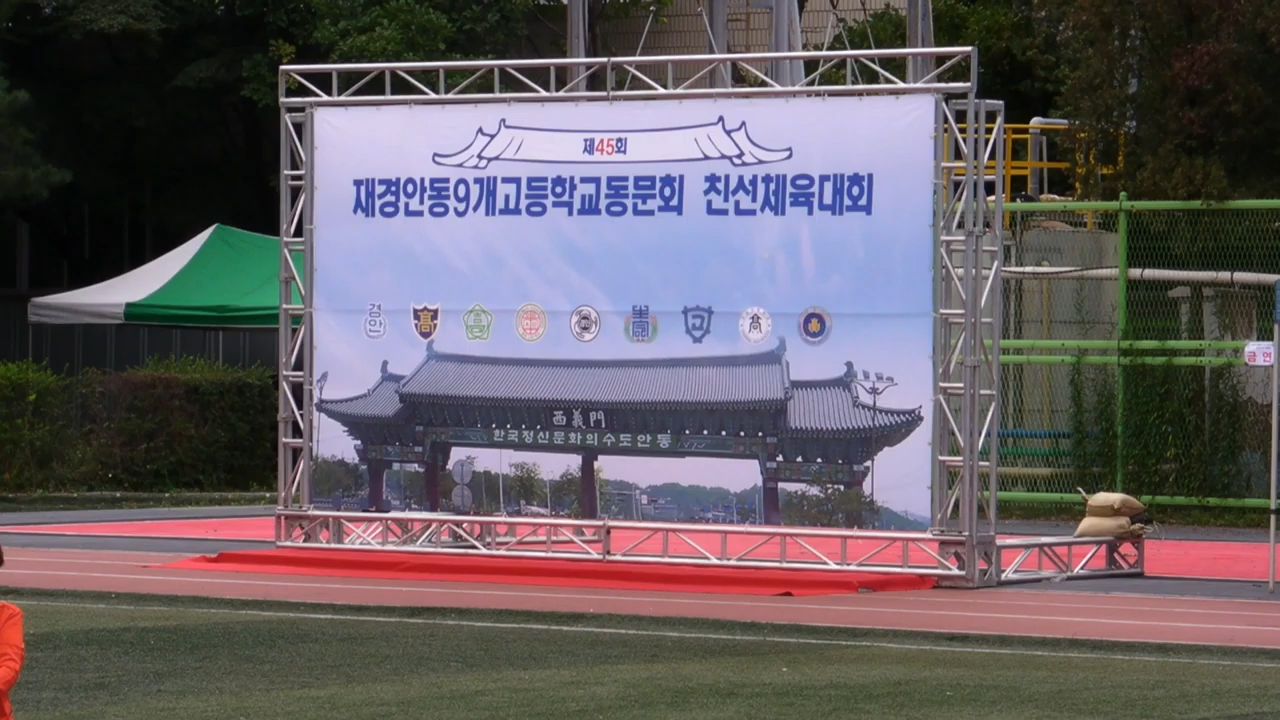 제45회
재경안동9개고등학교동문회 친선체육대회
경안
高
高
西義門
한국정신문화의수도안동
금연